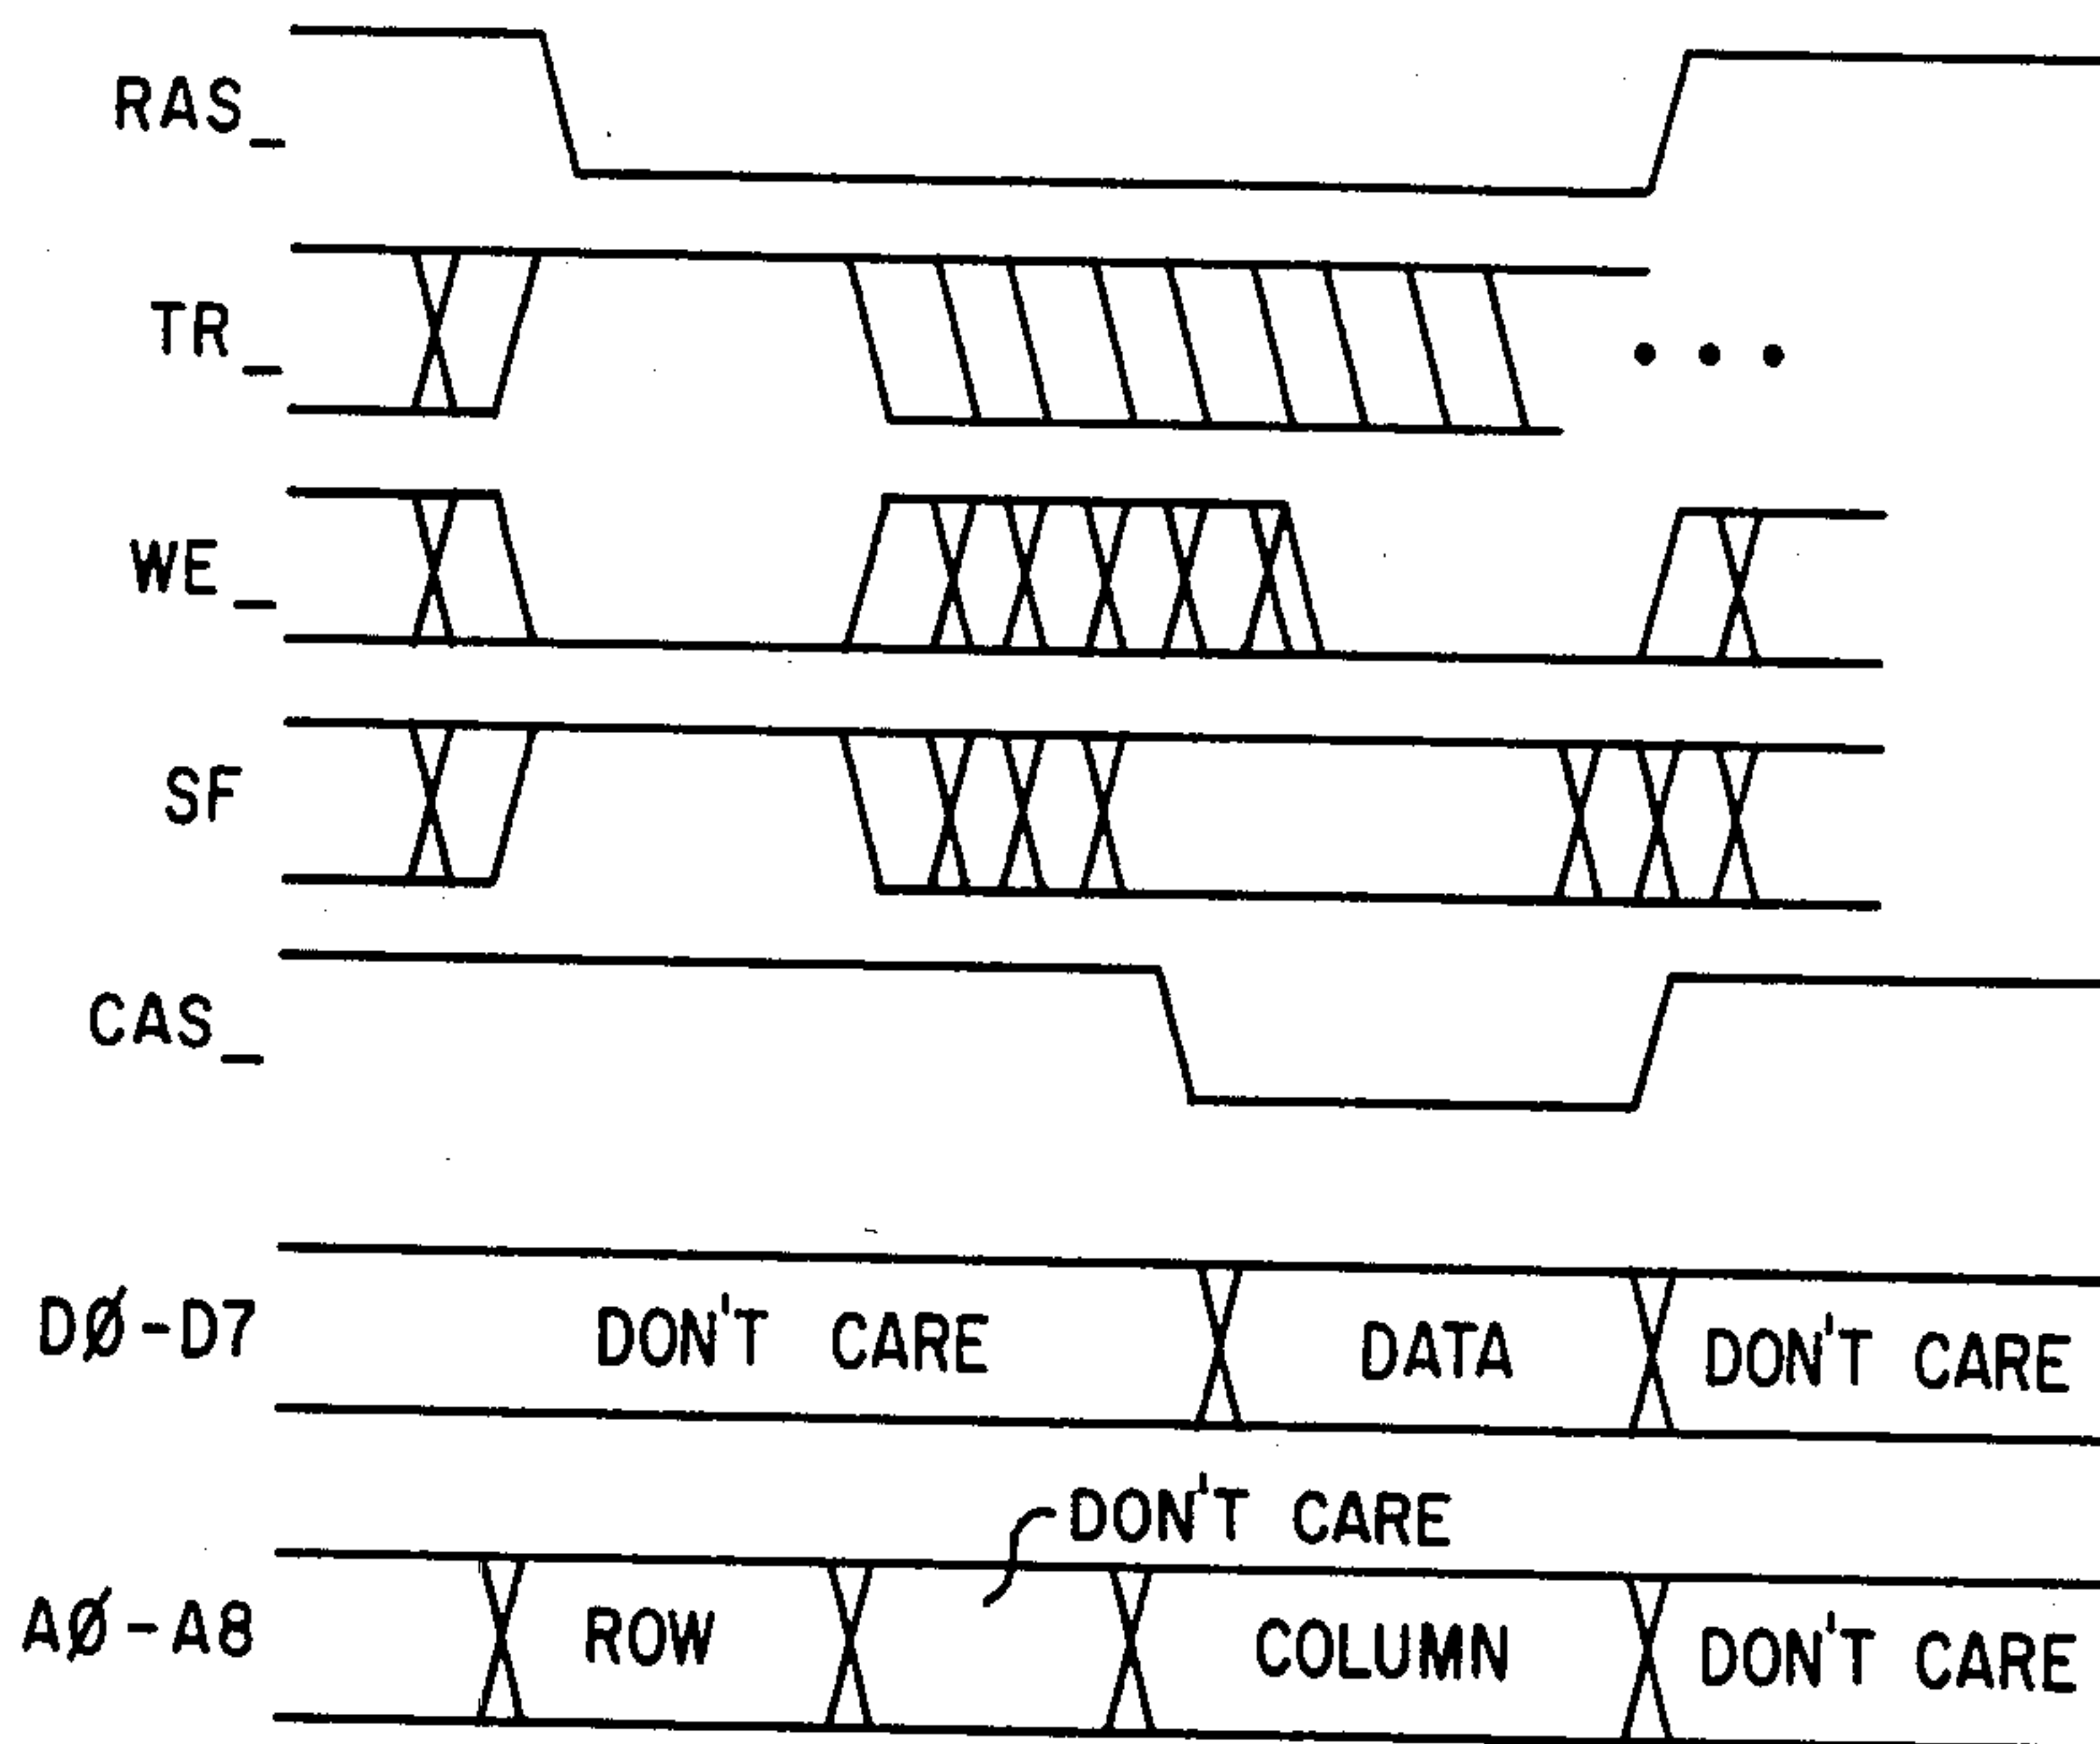 RAS_
TR_
WE_
SF
CAS_
DØ-D7
DON'T CARE
DATA
DON'T CARE
DON'T CARE
AØ-A8
ROW
COLUMN
DON'T CARE